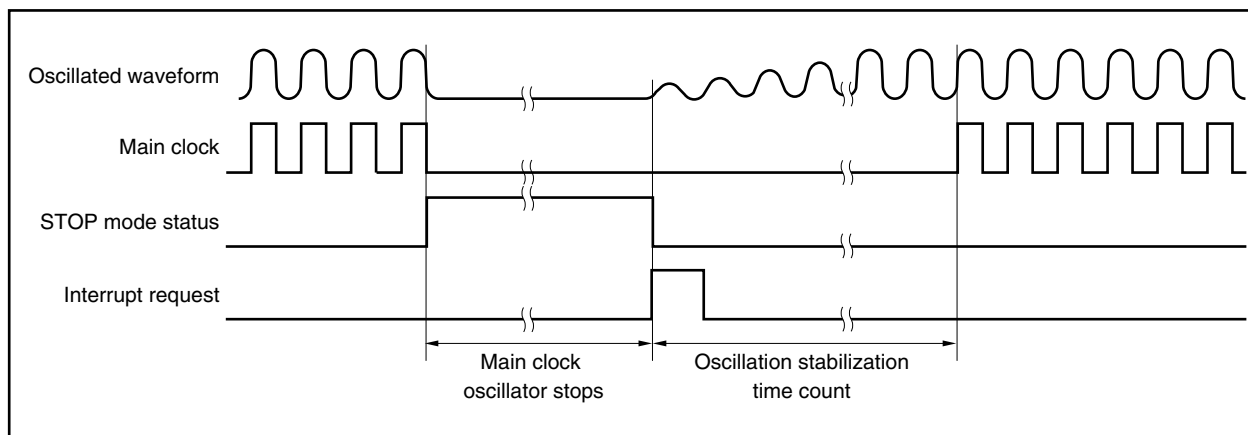 Oscillated waveform
Main clock
STOP mode status
Interrupt request
Main clock
oscillator stops
Oscillation stabilization
time count